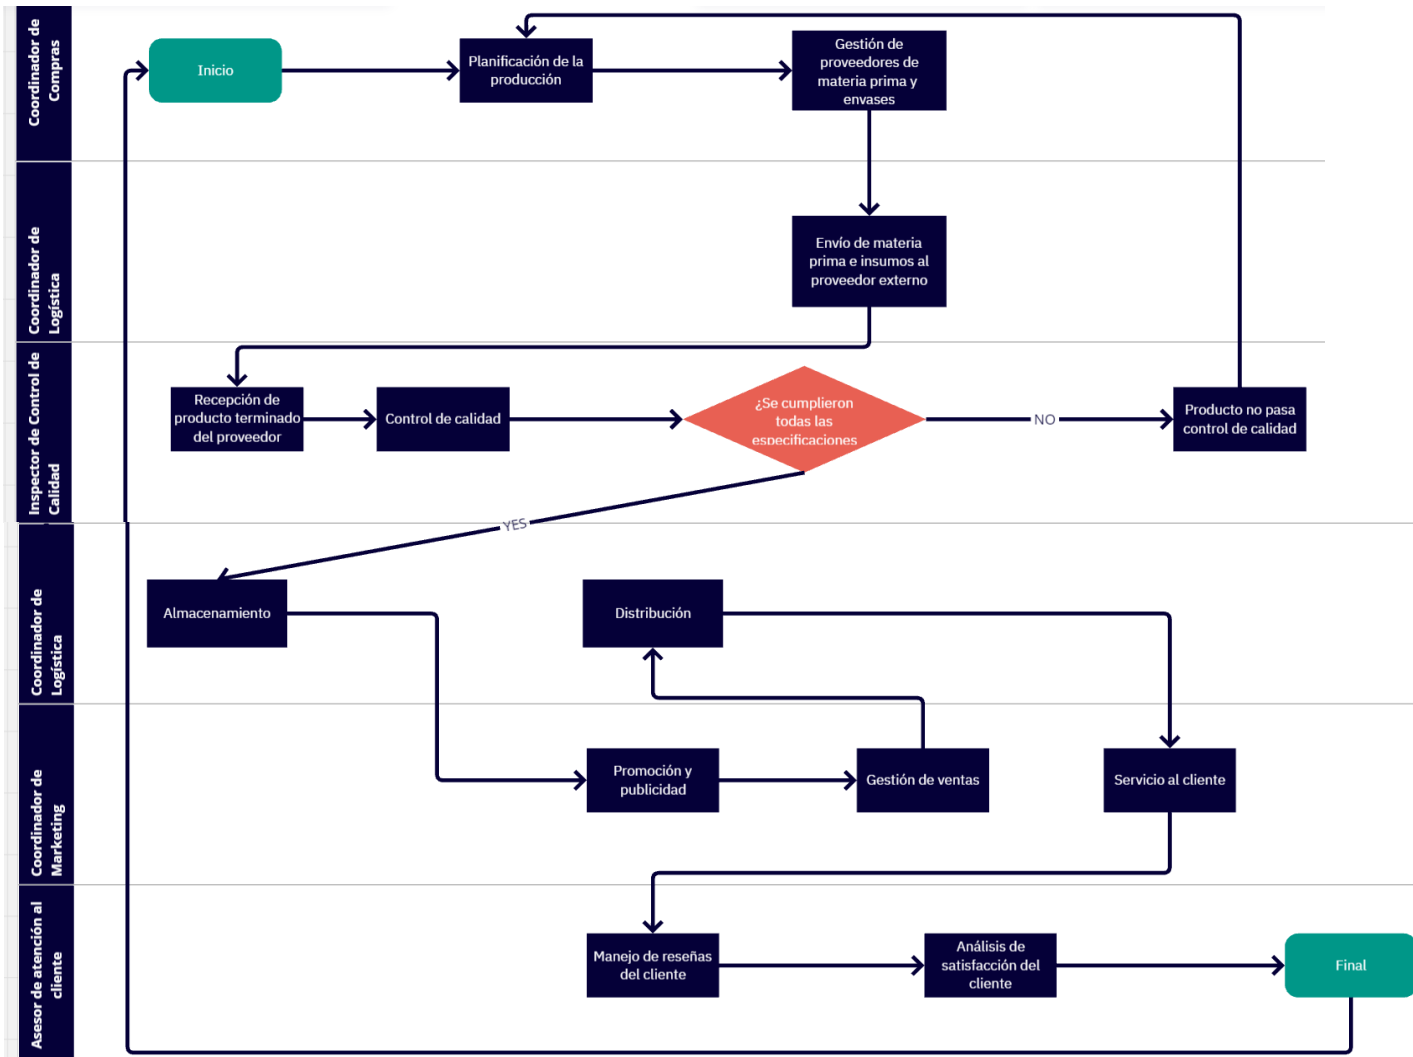 Coordinador de
Compras
Inicio
Planificación de la
producción
Gestión de
proveedores de
materia prima y
envases
Coordinador de
Logística
Envío de materia
prima e insumos al
proveedor externo
Inspector de Control de
Calidad
Recepción de
producto terminado
del proveedor
Control de calidad
¿Se cumplieron
todas las
especificaciones
NO
Producto no pasa
control de calidad
YES
Coordinador de
Logística
Almacenamiento
Distribución
Coordinador de
Marketing
Promoción y
publicidad
Gestión de ventas
Servicio al cliente
Asesor de atención al
cliente
Manejo de reseñas
del cliente
Análisis de
satisfacción del
cliente
Final